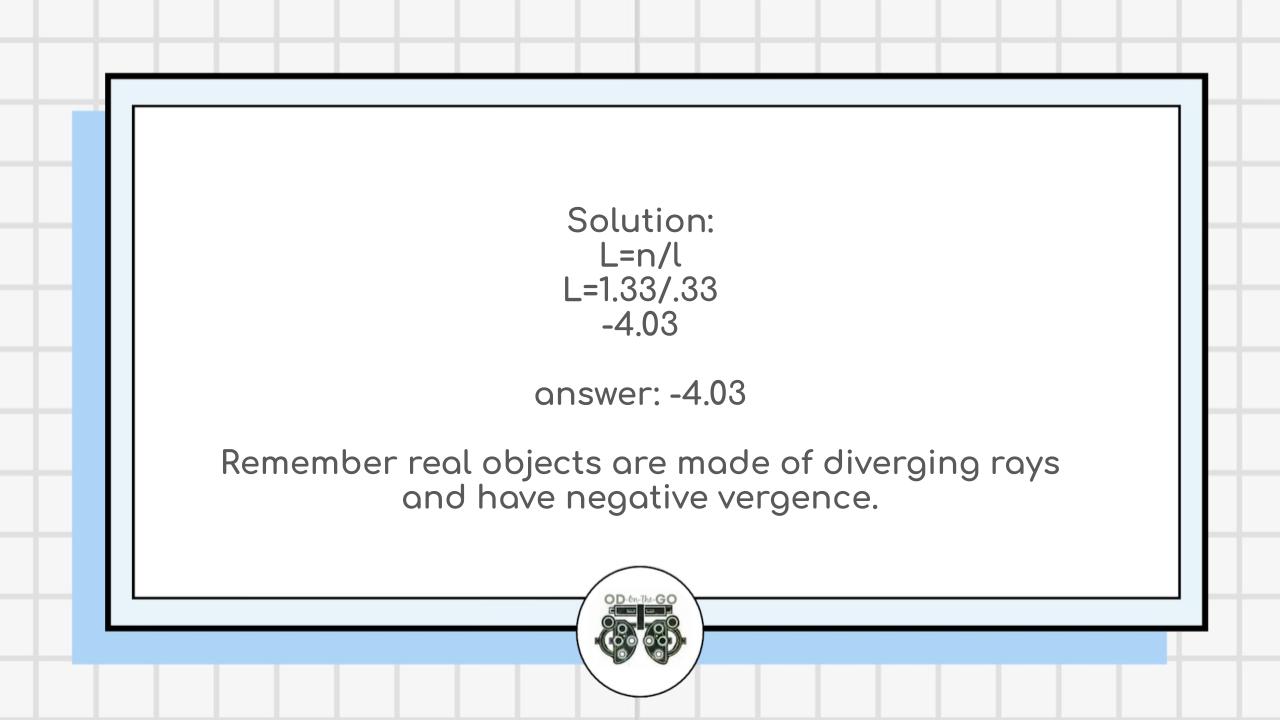 Solution:
L=n/l
L=1.33/.33
-4.03
answer: -4.03
Remember real objects are made of diverging rays
and have negative vergence.
OD-On-The-GO